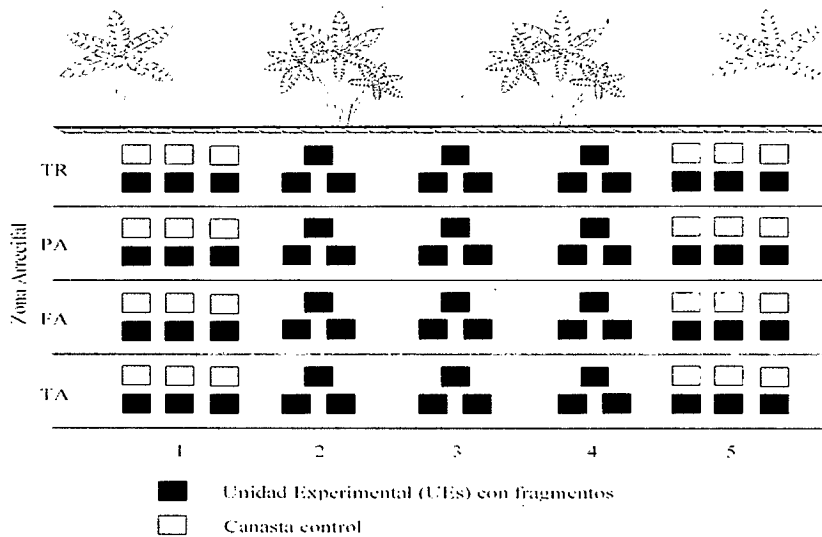 Zona Arrecifal
TR
PA
FA
TA
1 2 3 4 5
Unidad Experimental (UEs) con fragmentos
Canasta control